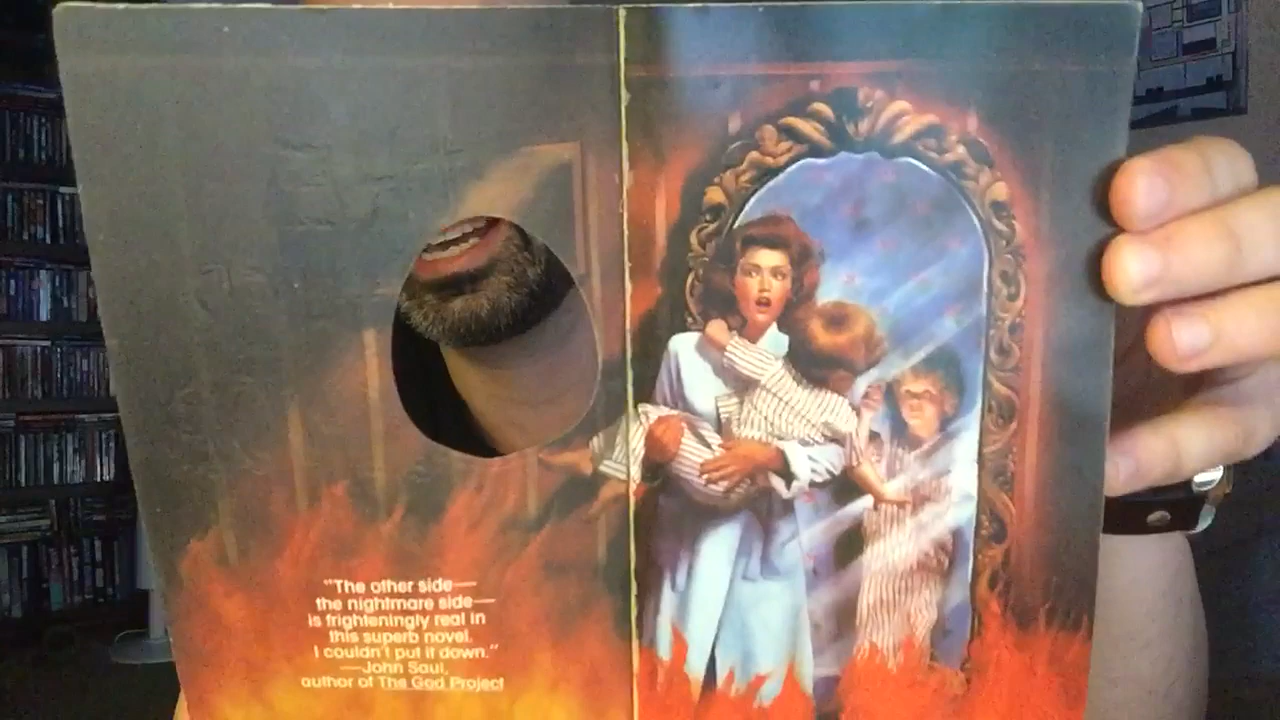 "The other side—
the nightmare side—
is frighteningly real in
this superb novel.
I couldn't put it down."
—John Saul,
author of The God Project